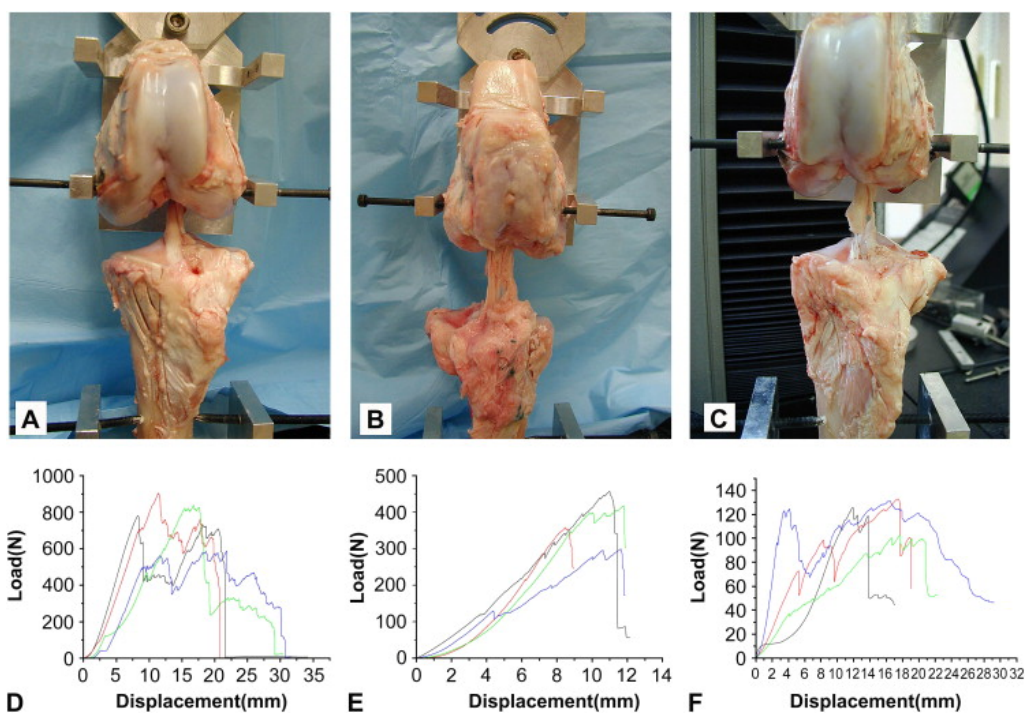 A B C
1000
800
600
400
200
0
Load(N)
0 5 10 15 20 25 30 35
Displacement(mm)
D
500
400
300
200
100
0
Load(N)
0 2 4 6 8 10 12 14
Displacement(mm)
E
140
120
100
80
60
40
20
0
Load(N)
0 2 4 6 8 10 12 14 16 18 20 22 24 26 28 30 32
Displacement(mm)
F